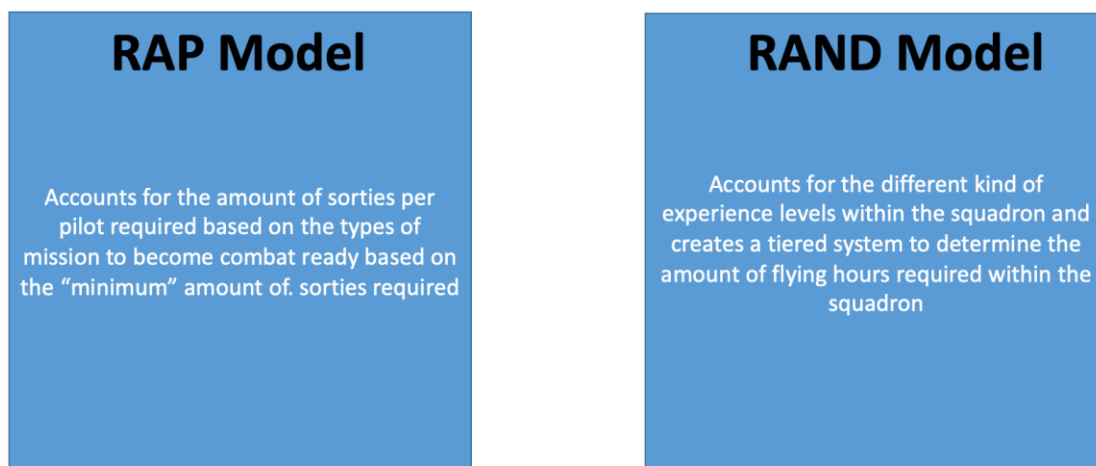 RAP Model
Accounts for the amount of sorties per
pilot required based on the types of
mission to become combat ready based on
the “minimum” amount of. sorties required
RAND Model
Accounts for the different kind of
experience levels within the squadron and
creates a tiered system to determine the
amount of flying hours required within the
squadron